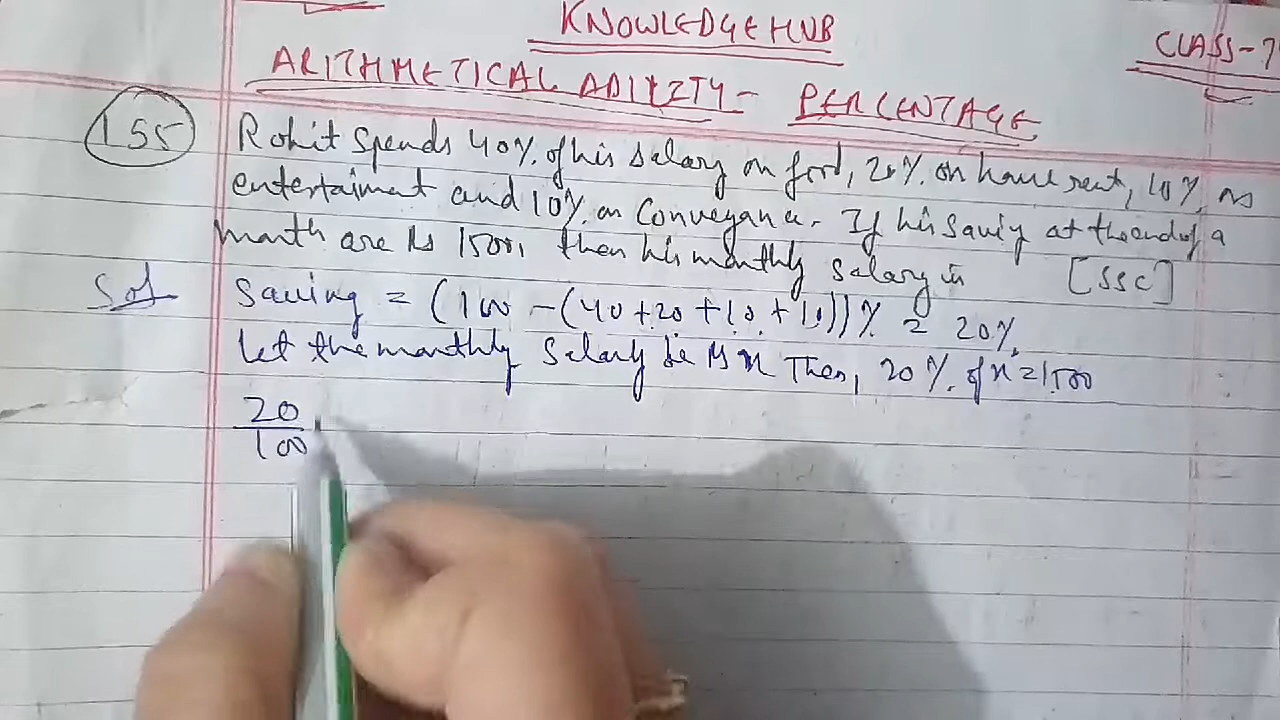 KNOWLEDGE HUB
CLASS-7
ARITHMETICAL ABILITY - PERCENTAGE
155 Rohit spends 40% of his salary on food, 20% on house rent, 10% on
entertaiment and 10% on Conveyance. If his saving at the end of a
month are Rs 1500, then his monthly salary is [SSC]
Sol Saving = (100 - (40+20+10+10))% = 20%
Let the monthly Salary be Rs x Then, 20% of x = 1500
20
100